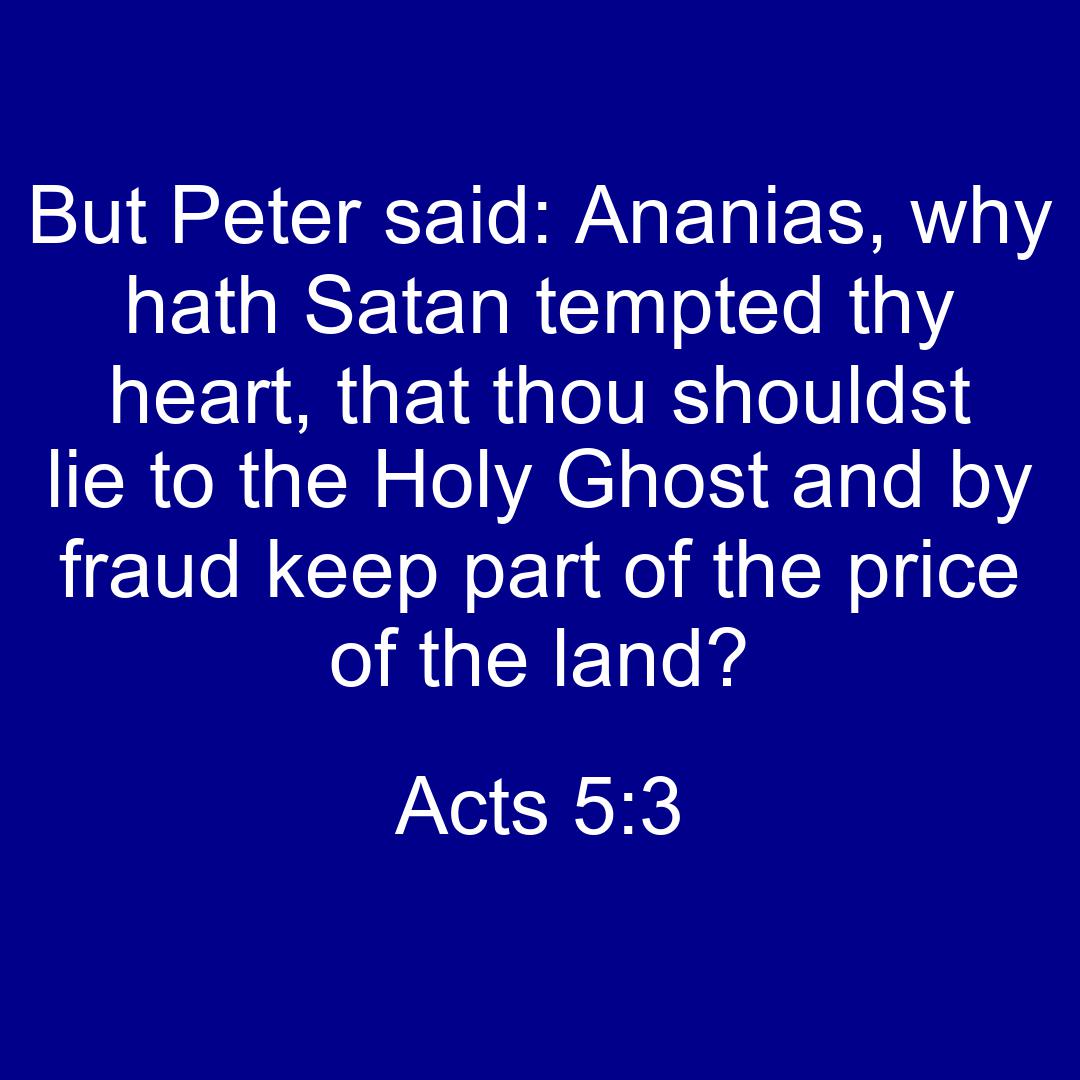 But Peter said: Ananias, why
hath Satan tempted thy
heart, that thou shouldst
lie to the Holy Ghost and by
fraud keep part of the price
of the land?
Acts 5:3